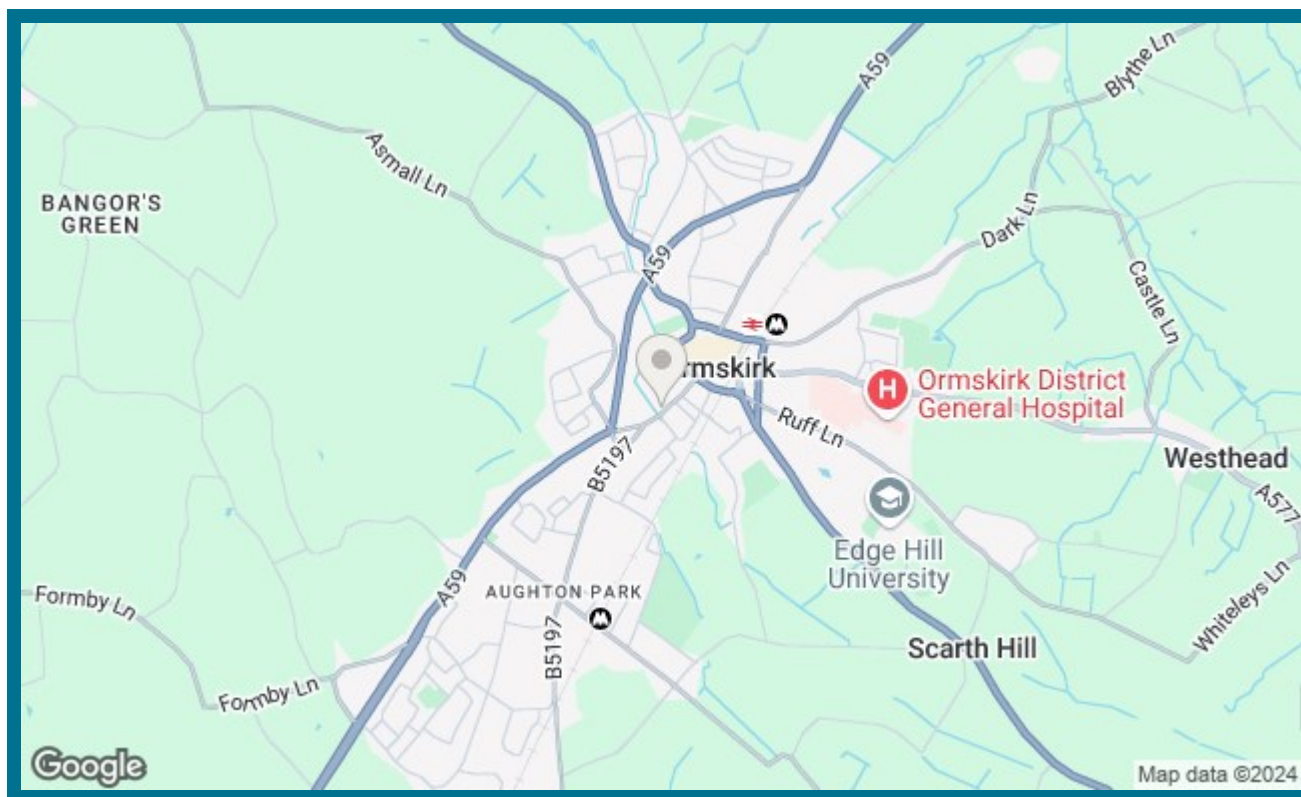 Blythe Ln
A59
Asmall Ln
BANGOR'S
GREEN
Dark Ln
A59
Castle Ln
rmskirk
H
Ormskirk District
General Hospital
Ruff Ln
B5197
Westhead
A577
Edge Hill
University
A59
AUGHTON PARK
Formby Ln
Whiteleys Ln
B5197
Scarth Hill
Formby Ln
Google
Map data ©2024